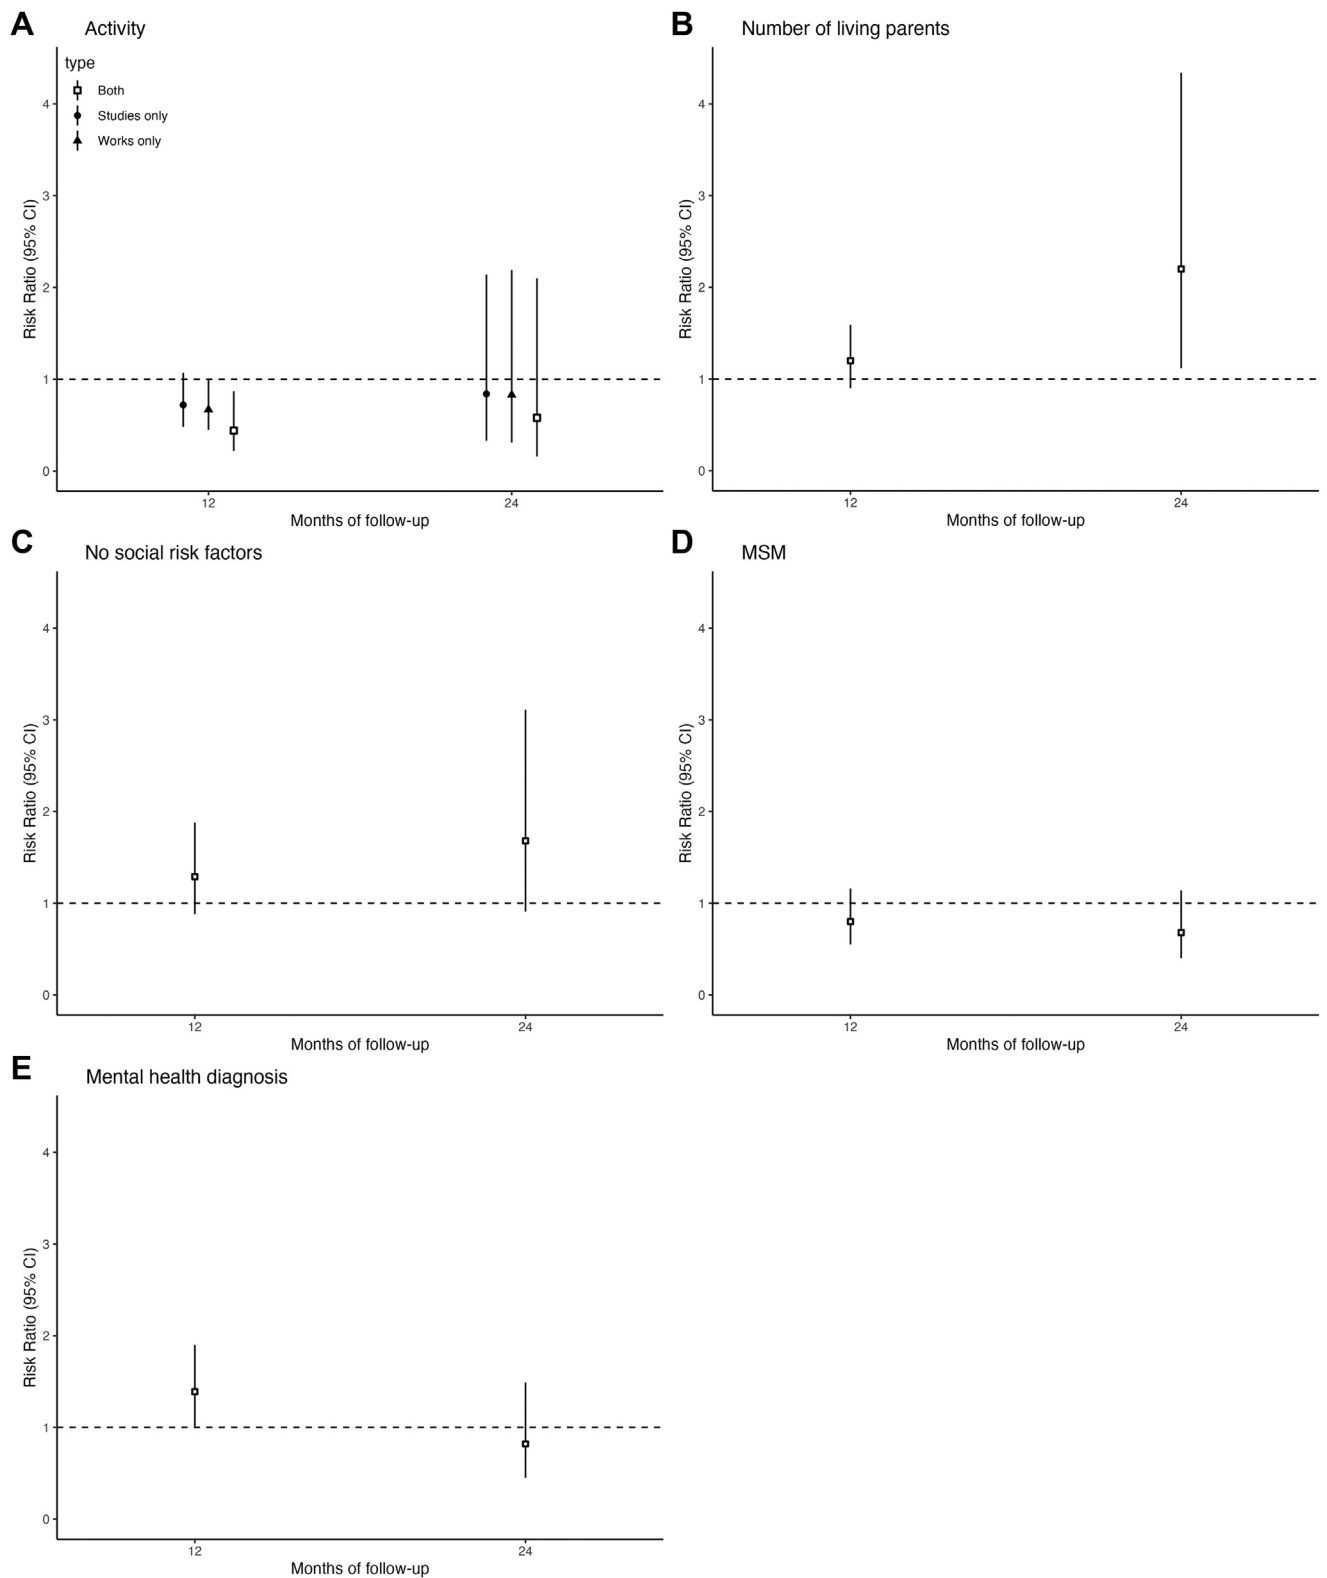 A Activity
type
Both
Studies only
Works only
4
3
2
1
0
Risk Ratio (95% CI)
12 24
Months of follow-up
B Number of living parents
4
3
2
1
0
Risk Ratio (95% CI)
12 24
Months of follow-up
C No social risk factors
4
3
2
1
0
Risk Ratio (95% CI)
12 24
Months of follow-up
D MSM
4
3
2
1
0
Risk Ratio (95% CI)
12 24
Months of follow-up
E Mental health diagnosis
4
3
2
1
0
Risk Ratio (95% CI)
12 24
Months of follow-up